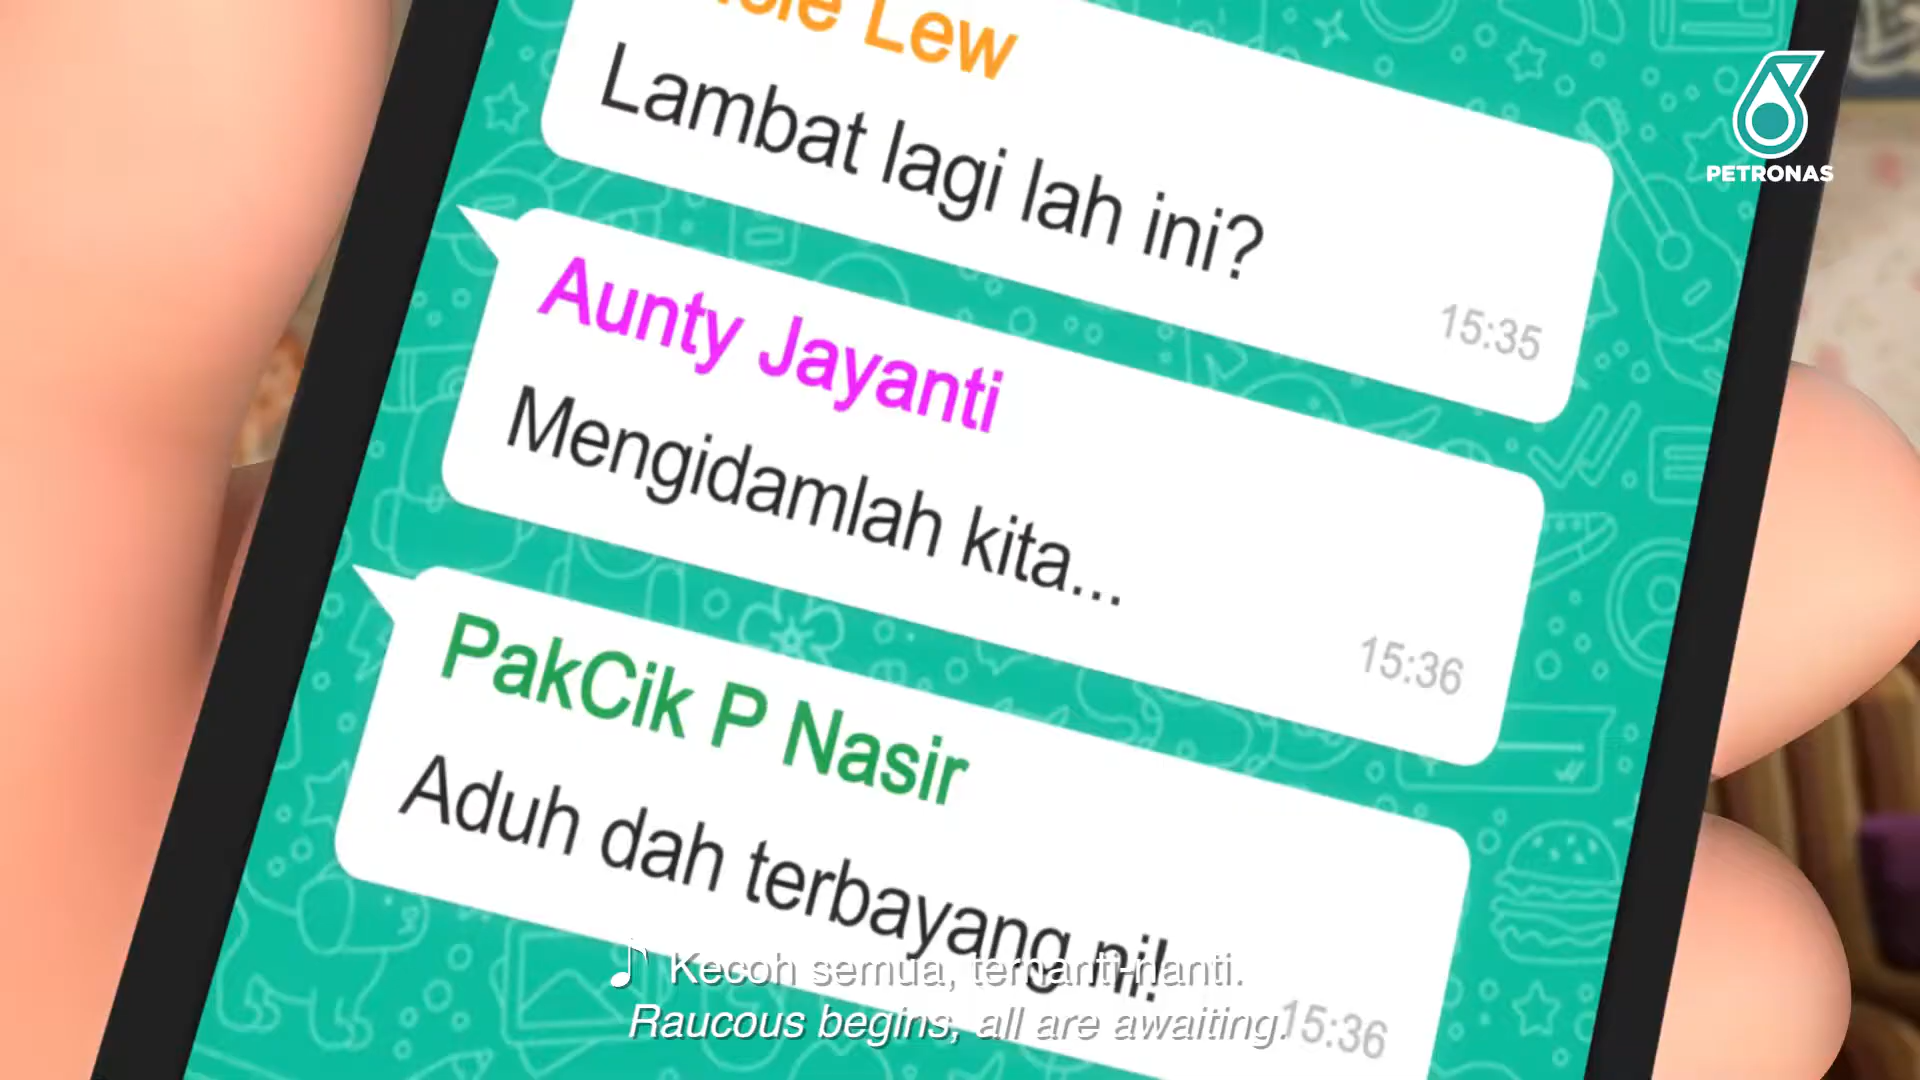 Lew
Lambat lagi lah ini?
15:35
PETRONAS
Aunty Jayanti
Mengidamlah kita...
15:36
PakCik P Nasir
Aduh dah terbayang ni!
15:36
♪ Kecoh semua, ternanti-nanti.
Raucous begins, all are awaiting.